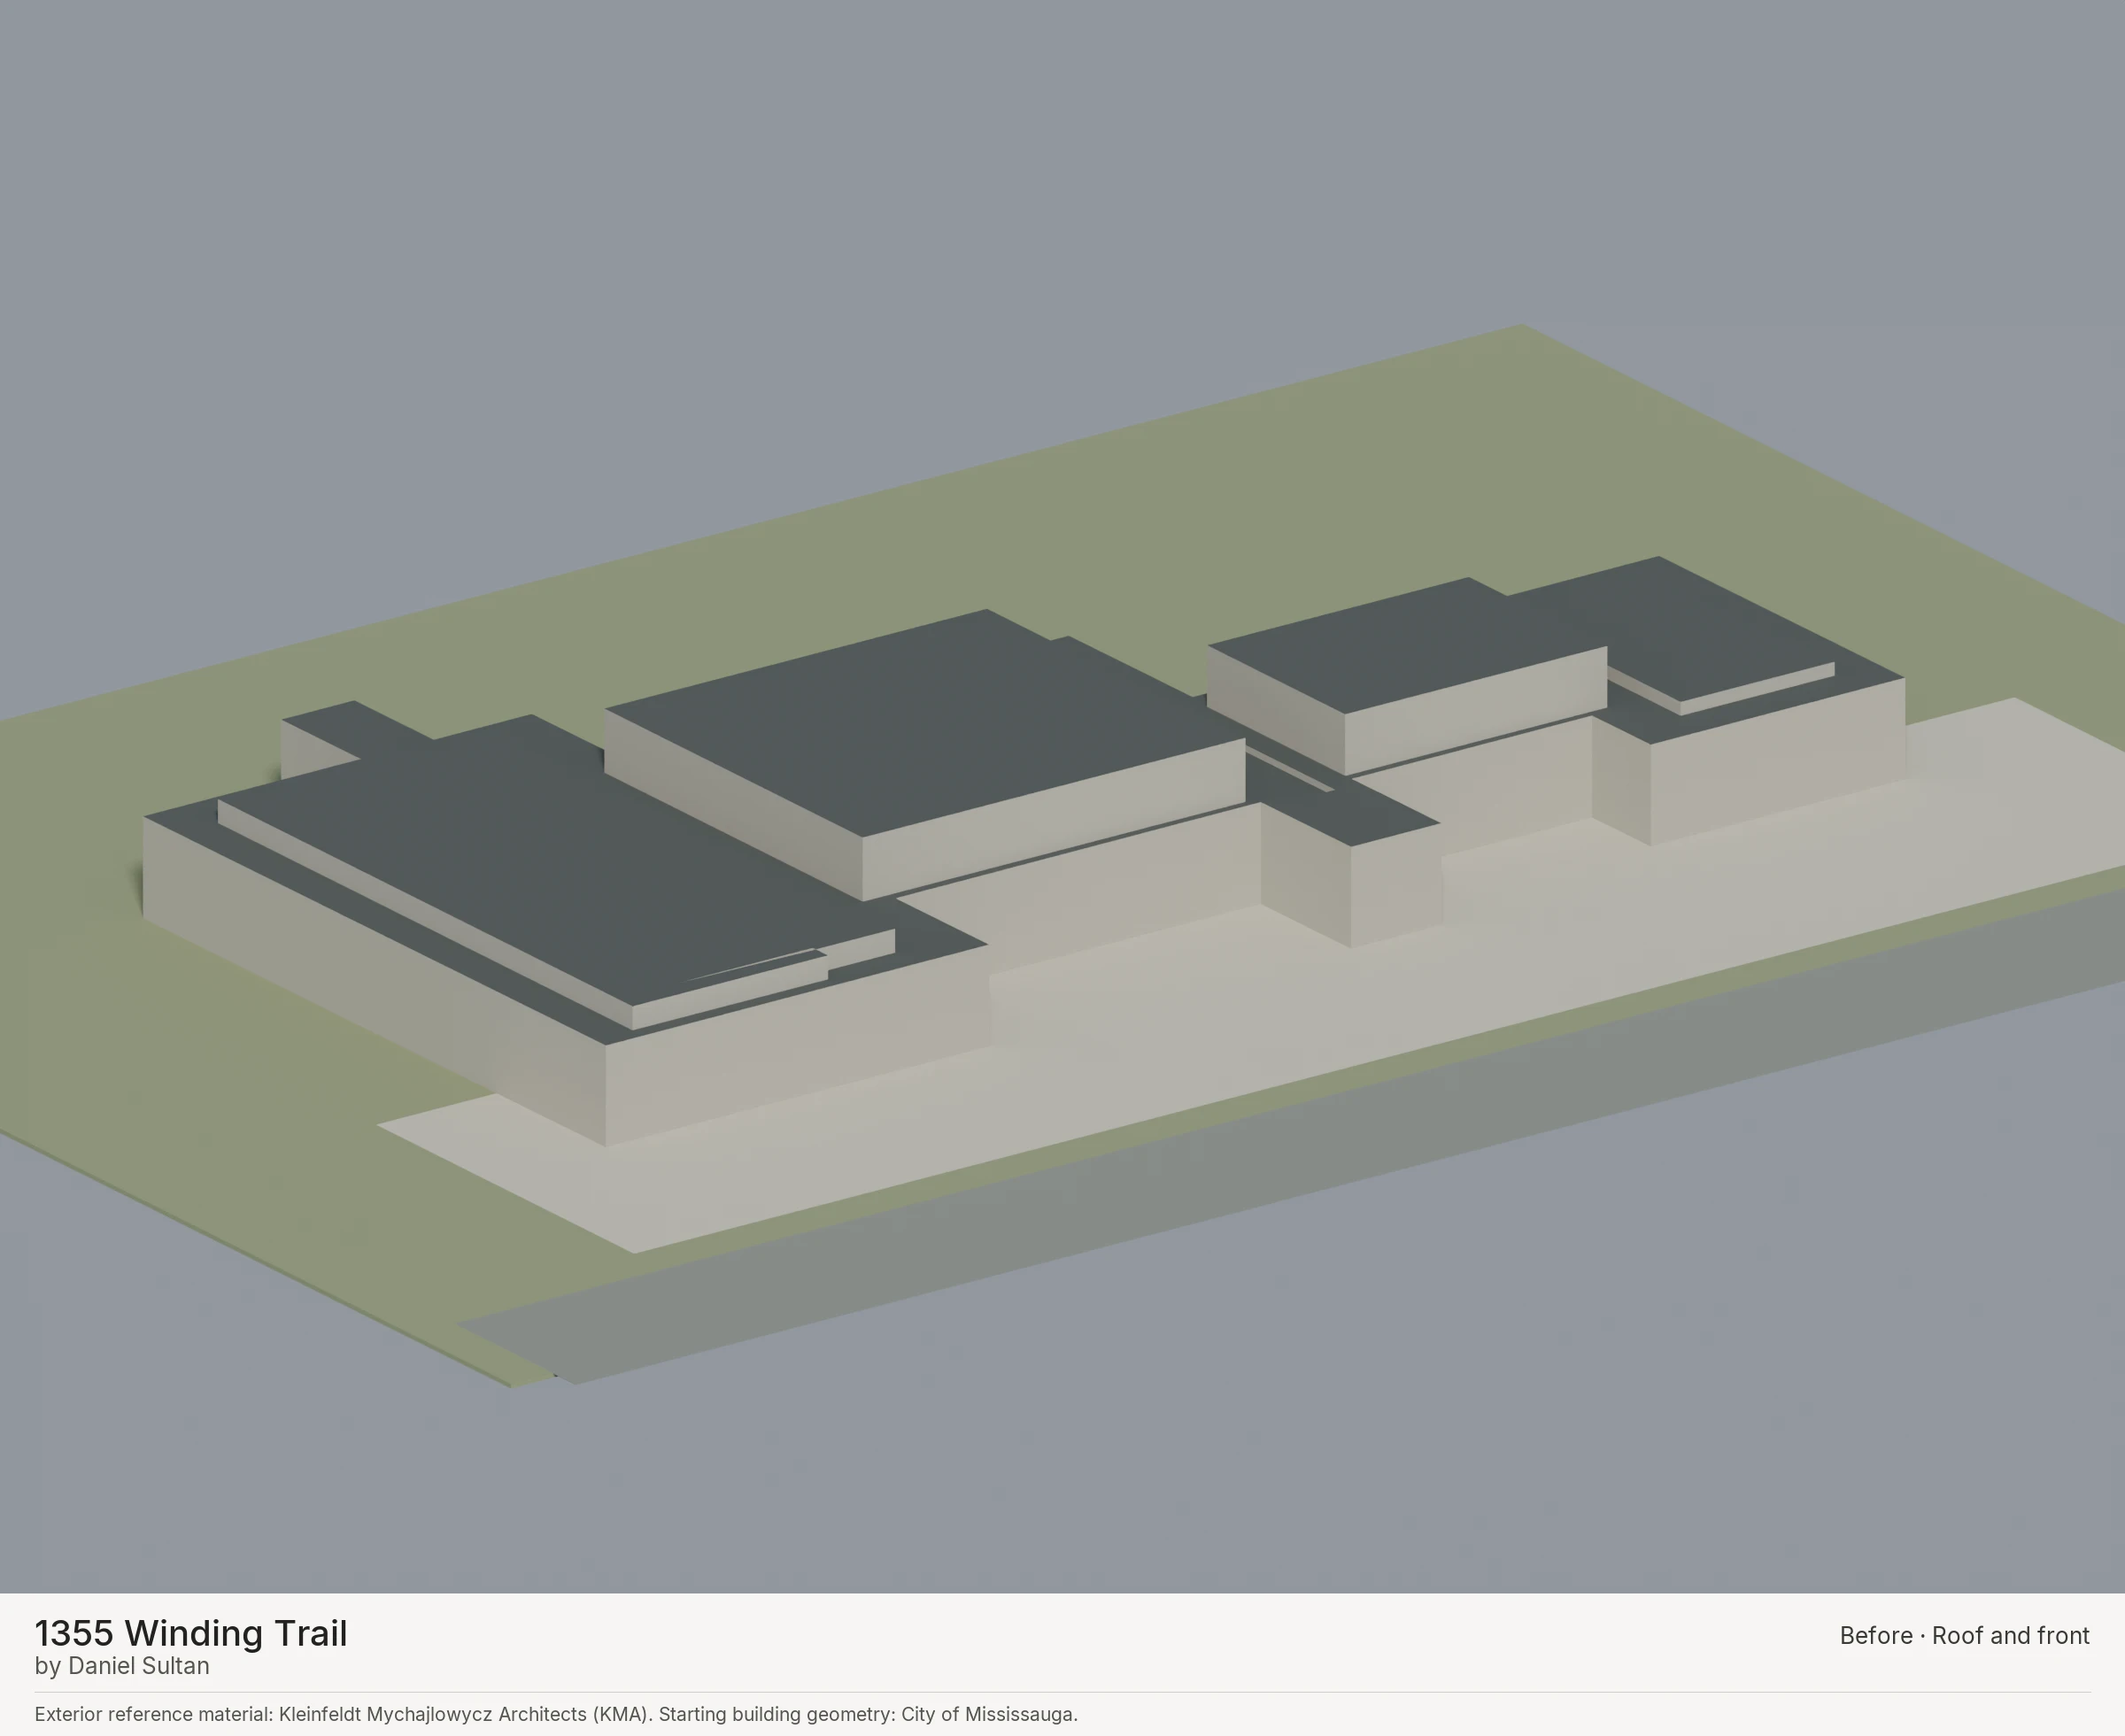 1355 Winding Trail
by Daniel Sultan
Before · Roof and front
Exterior reference material: Kleinfeldt Mychajlowycz Architects (KMA). Starting building geometry: City of Mississauga.